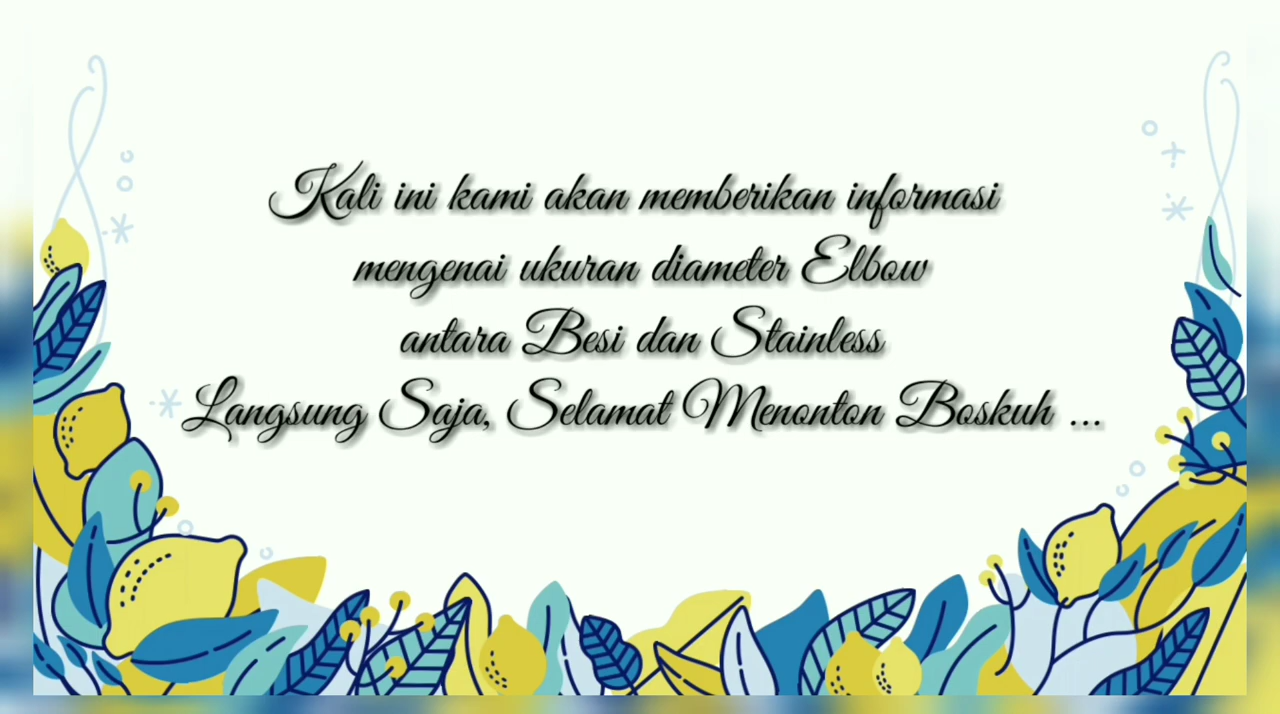 Kali ini kami akan memberikan informasi
mengenai ukuran diameter Elbow
antara Besi dan Stainless
Langsung Saja, Selamat Menonton Boskuh ...